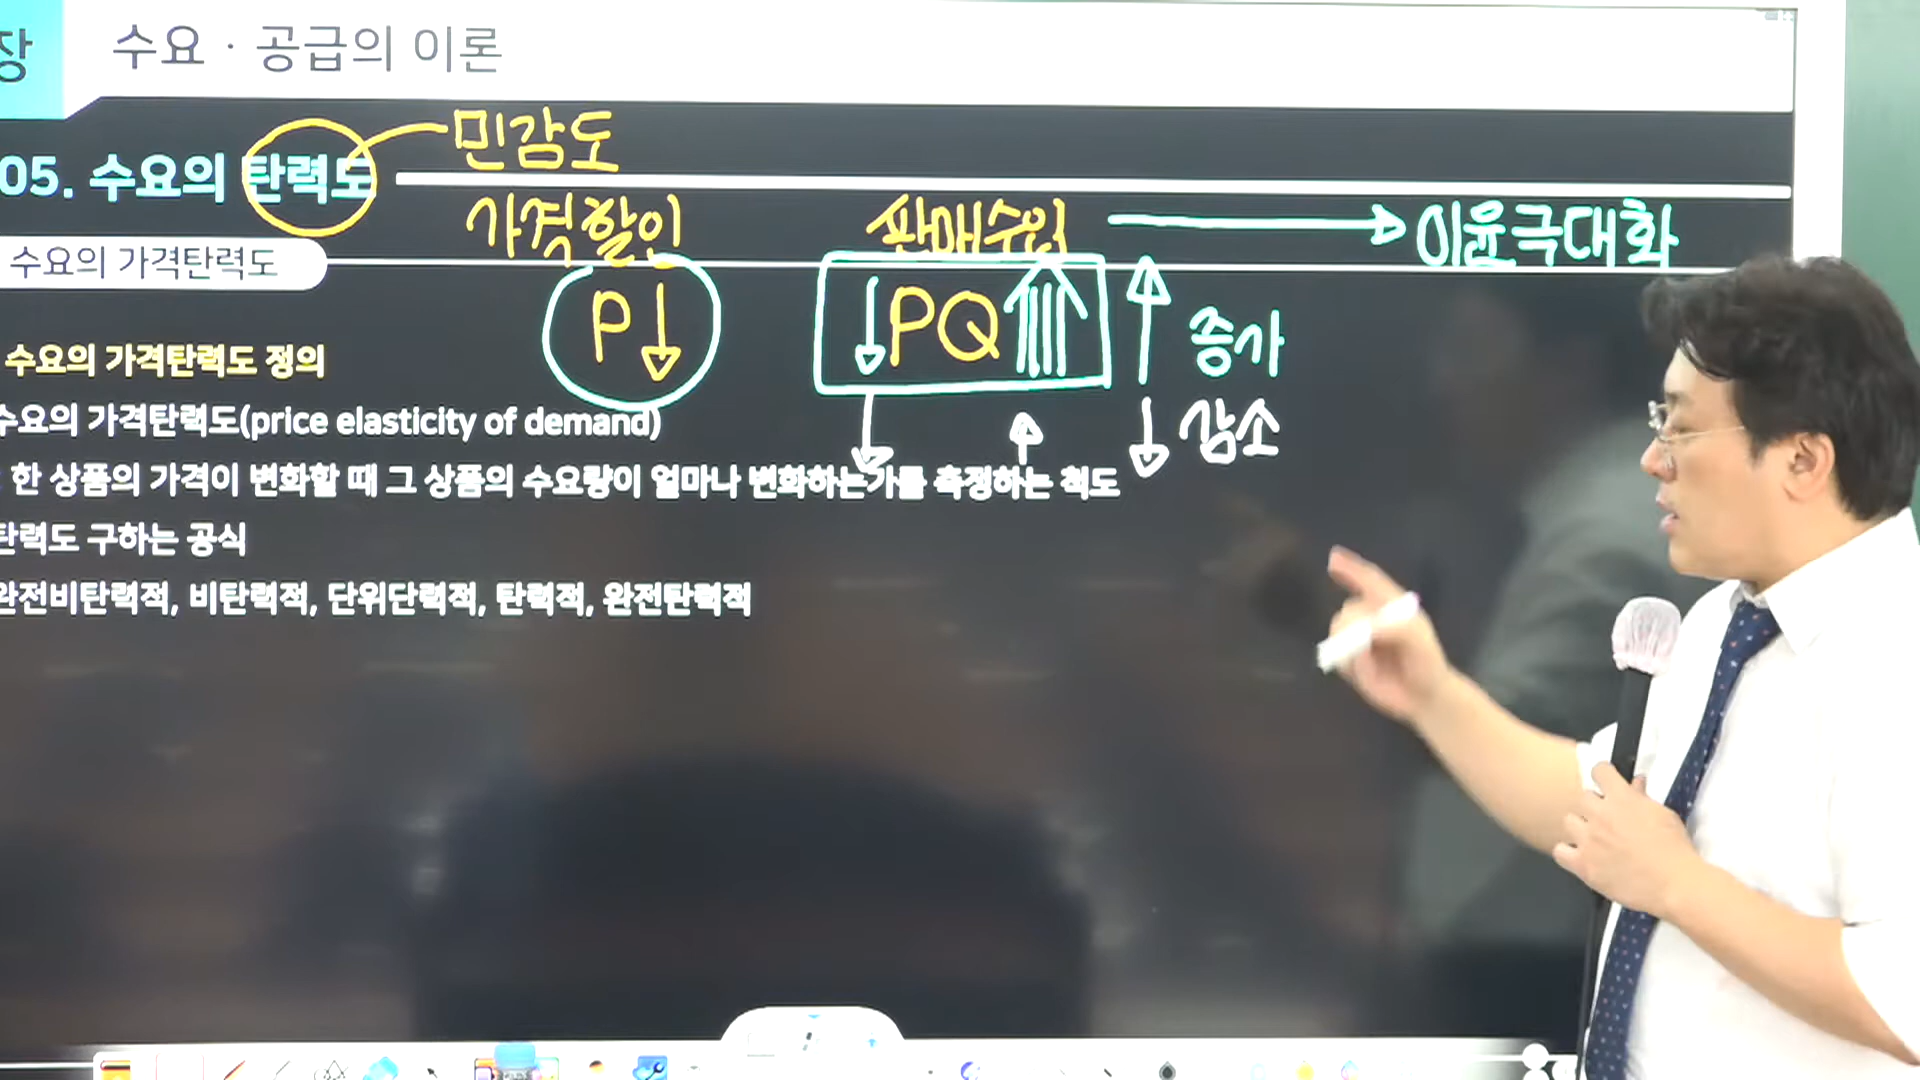 장 수요 · 공급의 이론
민감도
05. 수요의 탄력도
가격할인 판매수입 → 이윤극대화
수요의 가격탄력도
P↓ ↓PQ↑ ↑ 증가
수요의 가격탄력도 정의
↓ ↑ ↓ 감소
수요의 가격탄력도(price elasticity of demand)
: 한 상품의 가격이 변화할 때 그 상품의 수요량이 얼마나 변화하는가를 측정하는 척도
탄력도 구하는 공식
완전비탄력적, 비탄력적, 단위단력적, 탄력적, 완전탄력적